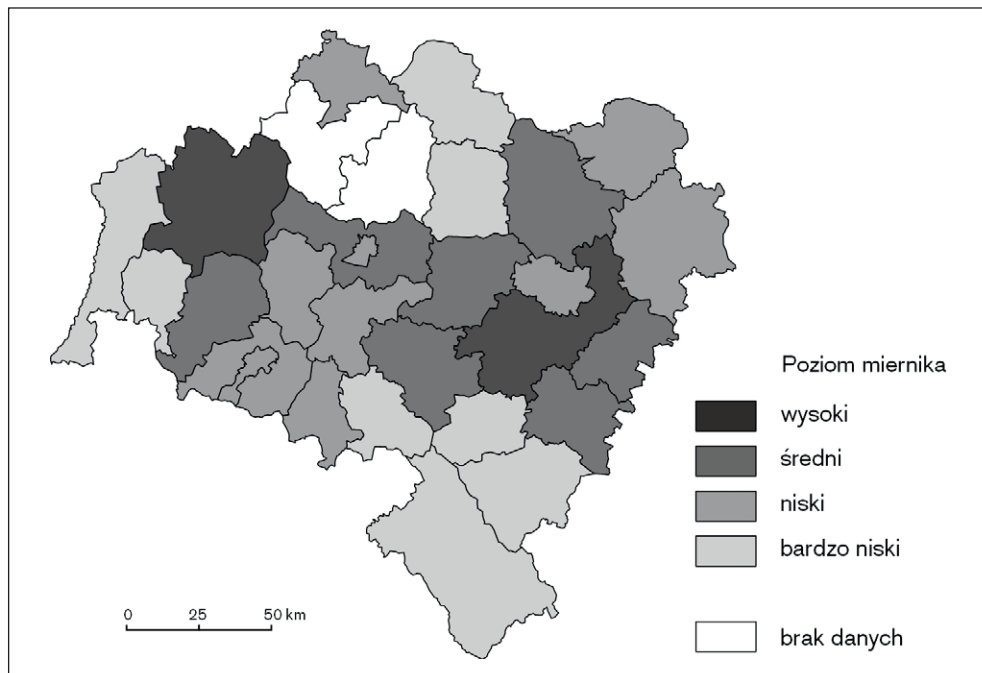 Poziom miernika
wysoki
średni
niski
bardzo niski
brak danych
0 25 50 km